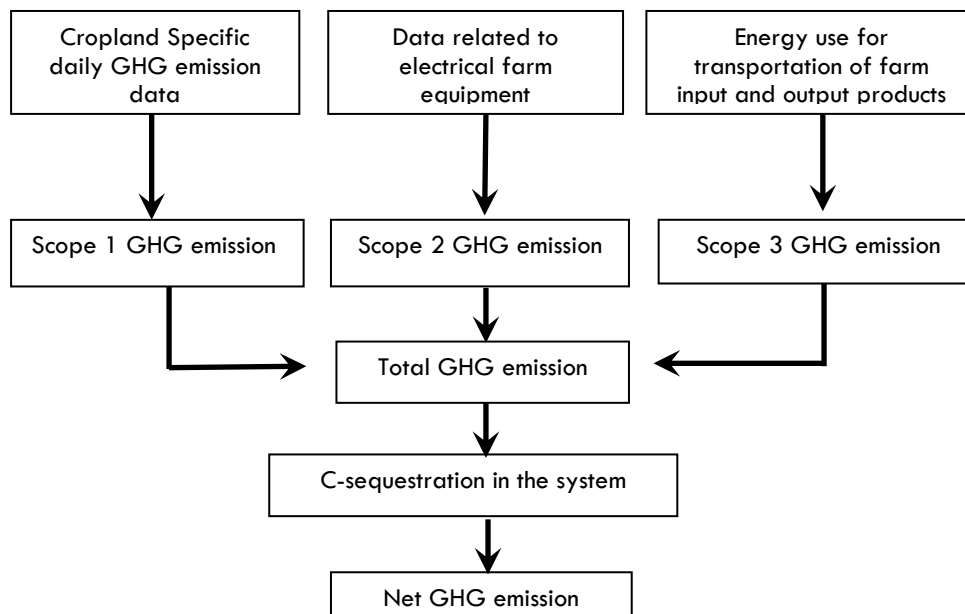 Cropland Specific
daily GHG emission
data
Data related to
electrical farm
equipment
Energy use for
transportation of farm
input and output products
Scope 1 GHG emission
Scope 2 GHG emission
Scope 3 GHG emission
Total GHG emission
C-sequestration in the system
Net GHG emission